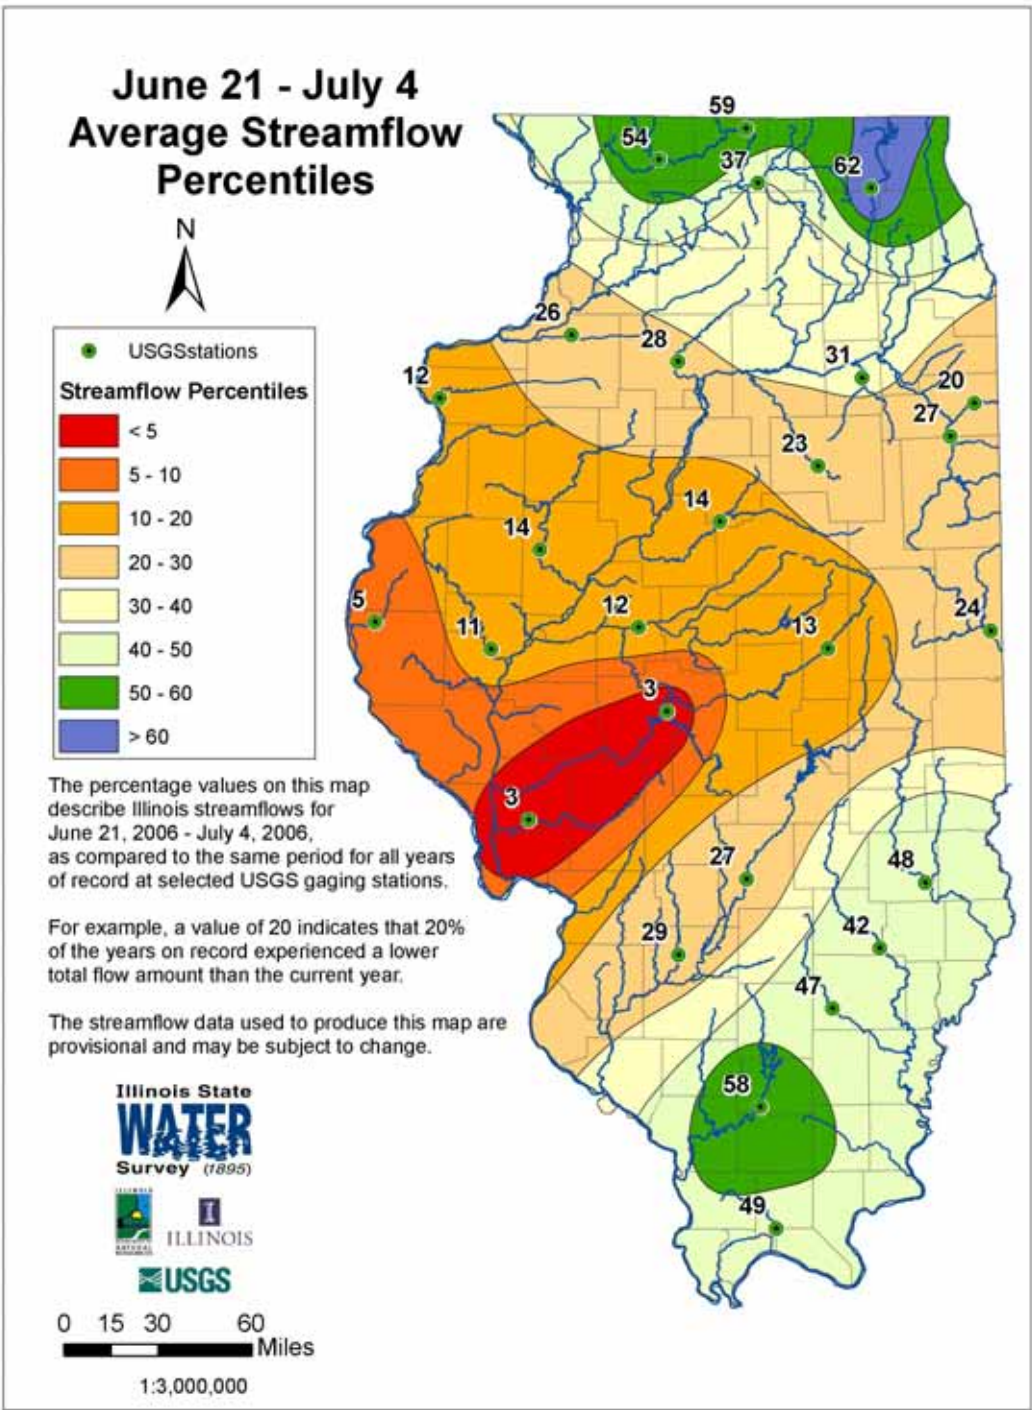 June 21 - July 4
Average Streamflow
Percentiles
N
USGSstations
Streamflow Percentiles
< 5
5 - 10
10 - 20
20 - 30
30 - 40
40 - 50
50 - 60
> 60
The percentage values on this map
describe Illinois streamflows for
June 21, 2006 - July 4, 2006,
as compared to the same period for all years
of record at selected USGS gaging stations.
For example, a value of 20 indicates that 20%
of the years on record experienced a lower
total flow amount than the current year.
The streamflow data used to produce this map are
provisional and may be subject to change.
Illinois State
WATER
Survey (1895)
ILLINOIS
NATURAL
I
ILLINOIS
USGS
0 15 30 60
Miles
1:3,000,000
59
54
37
62
26
28
31
12
20
27
23
14
14
5
12
11
13
24
3
3
27
48
29
42
47
58
49